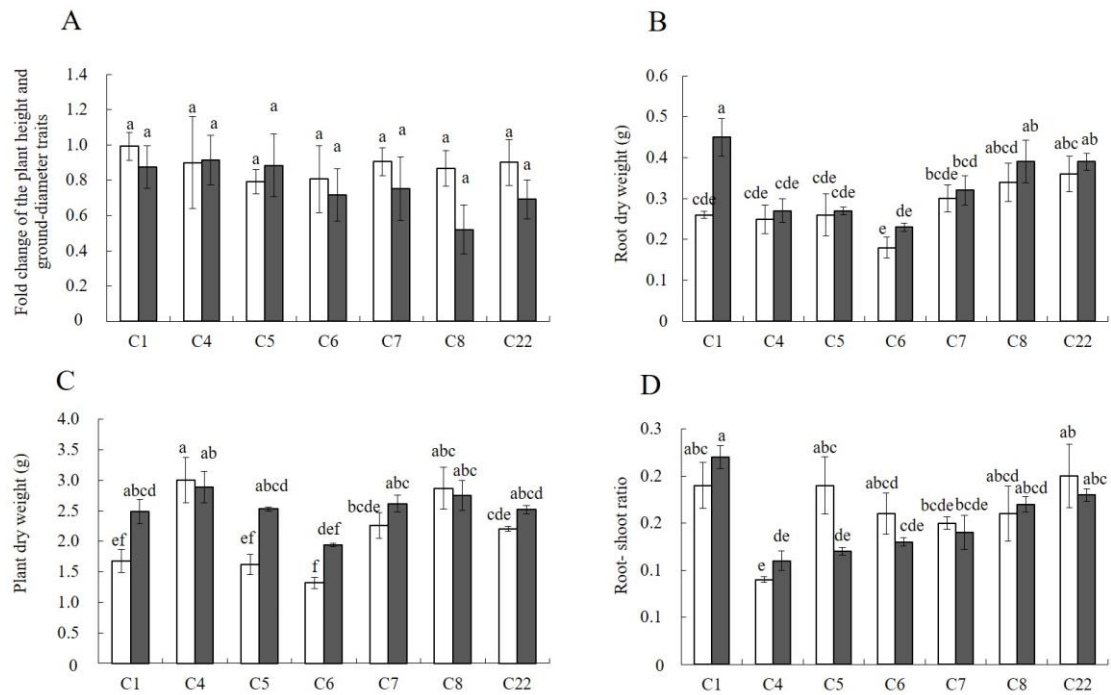 A
Fold change of the plant height and
ground-diameter traits
1.4
1.2
1.0
0.8
0.6
0.4
0.2
0
a a a a a a a a a a a a a a
C1 C4 C5 C6 C7 C8 C22
B
Root dry weight (g)
0.6
0.5
0.4
0.3
0.2
0.1
0
cde a cde cde cde cde e de bcde bcd abcd ab abc ab
C1 C4 C5 C6 C7 C8 C22
C
Plant dry weight (g)
4.0
3.5
3.0
2.5
2.0
1.5
1.0
0.5
0
ef abcd a ab ef abcd f def bcde abc abc abc cde abcd
C1 C4 C5 C6 C7 C8 C22
D
Root- shoot ratio
0.3
0.2
0.2
0.1
0.1
0
abc a e de abc de abcd cde bcde bcde abcd abcd ab abc
C1 C4 C5 C6 C7 C8 C22